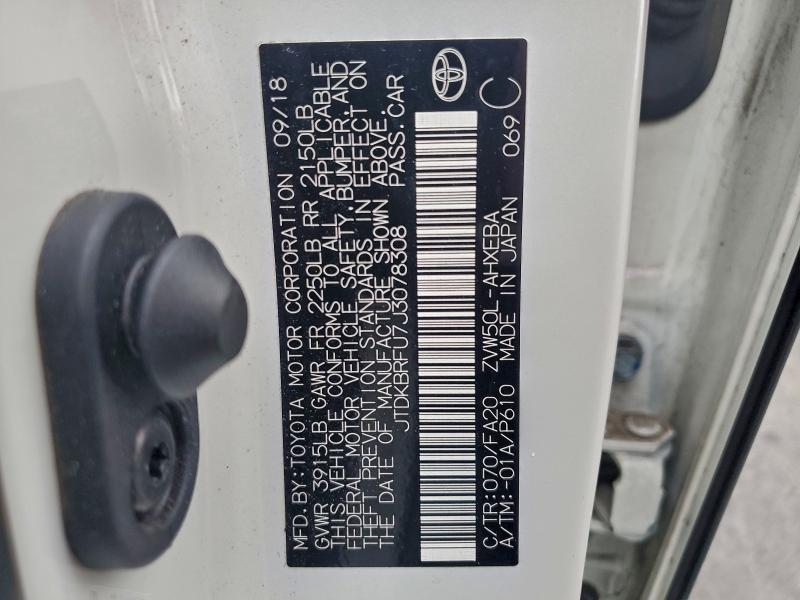 MFD. BY: TOYOTA MOTOR CORPORATION 09/18
GVWR 3915LB GAWR FR 2250LB RR 2150LB
THIS VEHICLE CONFORMS TO ALL APPLICABLE
FEDERAL MOTOR VEHICLE SAFETY, BUMPER, AND
THEFT PREVENTION STANDARDS IN EFFECT ON
THE DATE OF MANUFACTURE SHOWN ABOVE.
JTDKBRFU7J3078308 PASS. CAR
C/TR: 070/FA20 ZVW50L-AHXEBA 069 C
A/TM: -01A/P610 MADE IN JAPAN